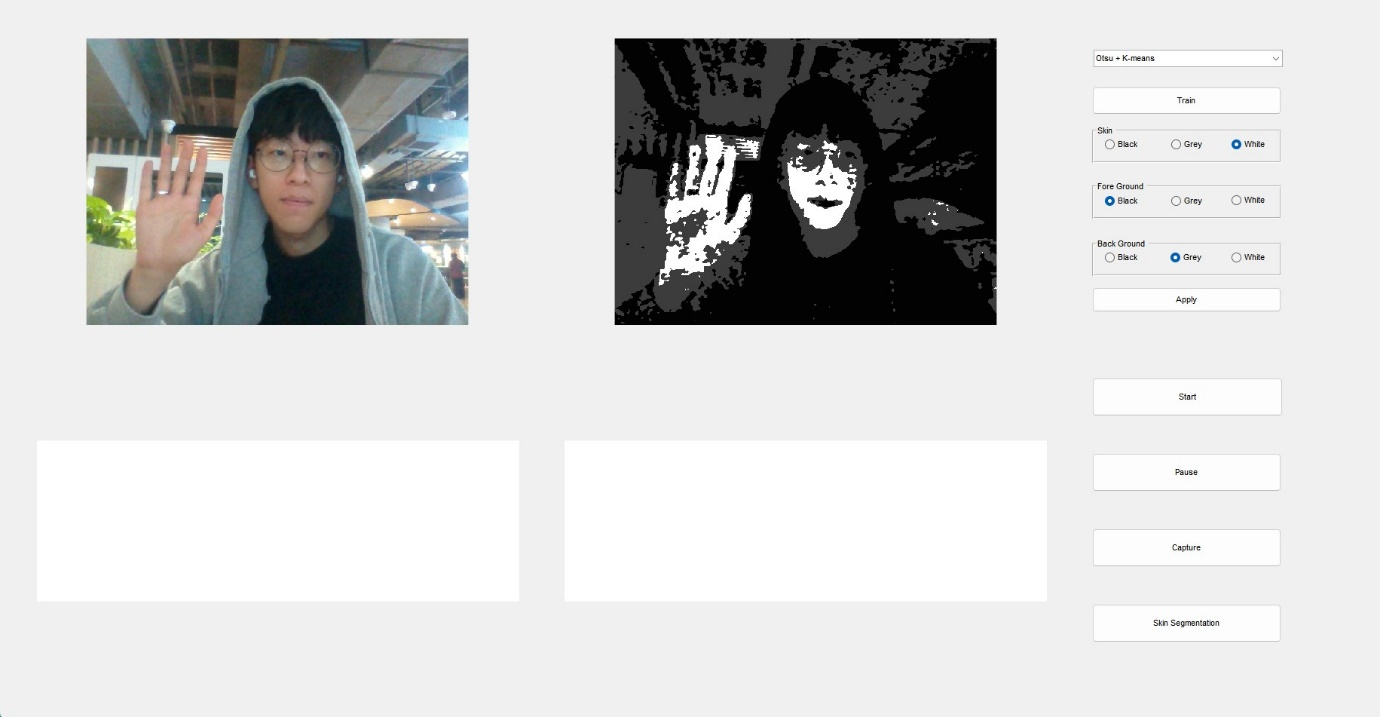 Otsu + K-means
Train
Skin
Black Grey White
Fore Ground
Black Grey White
Back Ground
Black Grey White
Apply
Start
Pause
Capture
Skin Segmentation